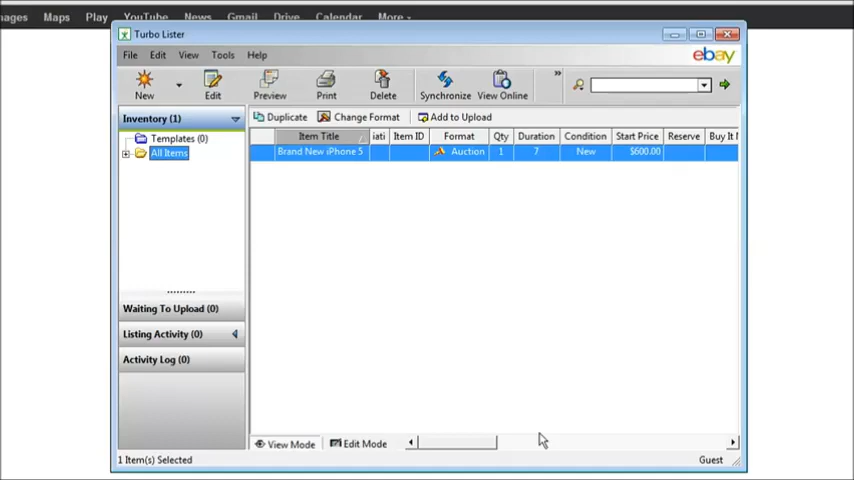 ages Maps Play YouTube News Gmail Drive Calendar More
Turbo Lister
File Edit View Tools Help
ebay
New Edit Preview Print Delete Synchronize View Online »
Inventory (1)
Duplicate Change Format Add to Upload
Templates (0)
All Items
Item Title iati Item ID Format Qty Duration Condition Start Price Reserve Buy It N
Brand New iPhone 5 Auction 1 7 New $600.00
Waiting To Upload (0)
Listing Activity (0)
Activity Log (0)
View Mode Edit Mode
1 Item(s) Selected Guest